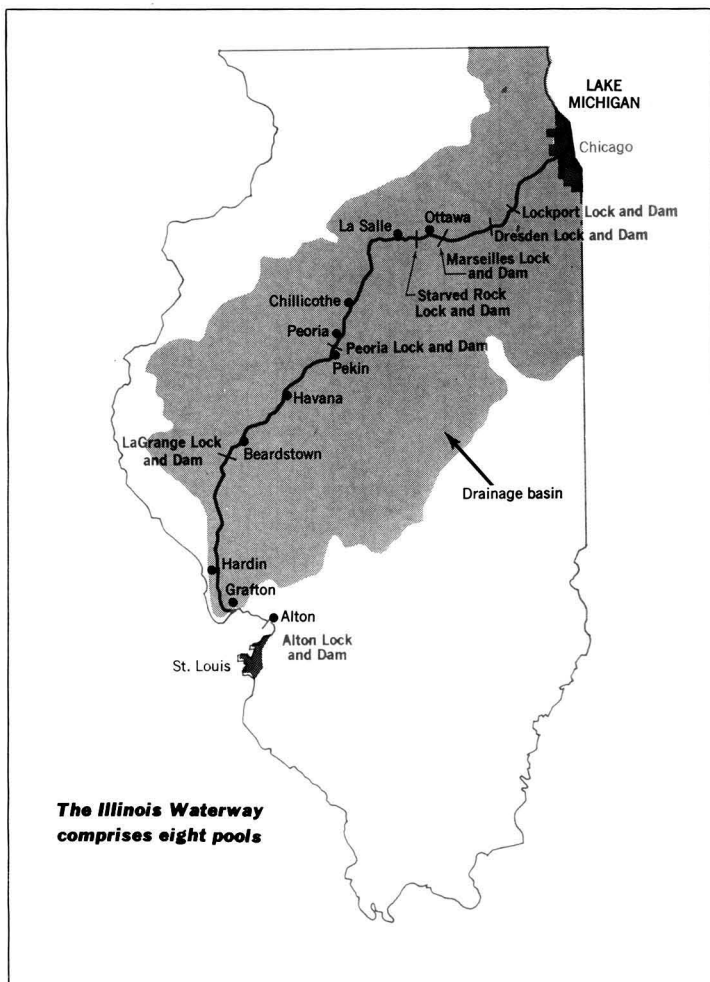 LAKE
MICHIGAN
Chicago
Lockport Lock and Dam
Ottawa
La Salle
Dresden Lock and Dam
Marseilles Lock
and Dam
Starved Rock
Lock and Dam
Chillicothe
Peoria
Peoria Lock and Dam
Pekin
Havana
LaGrange Lock
and Dam
Beardstown
Drainage basin
Hardin
Grafton
Alton
Alton Lock
and Dam
St. Louis
The Illinois Waterway
comprises eight pools